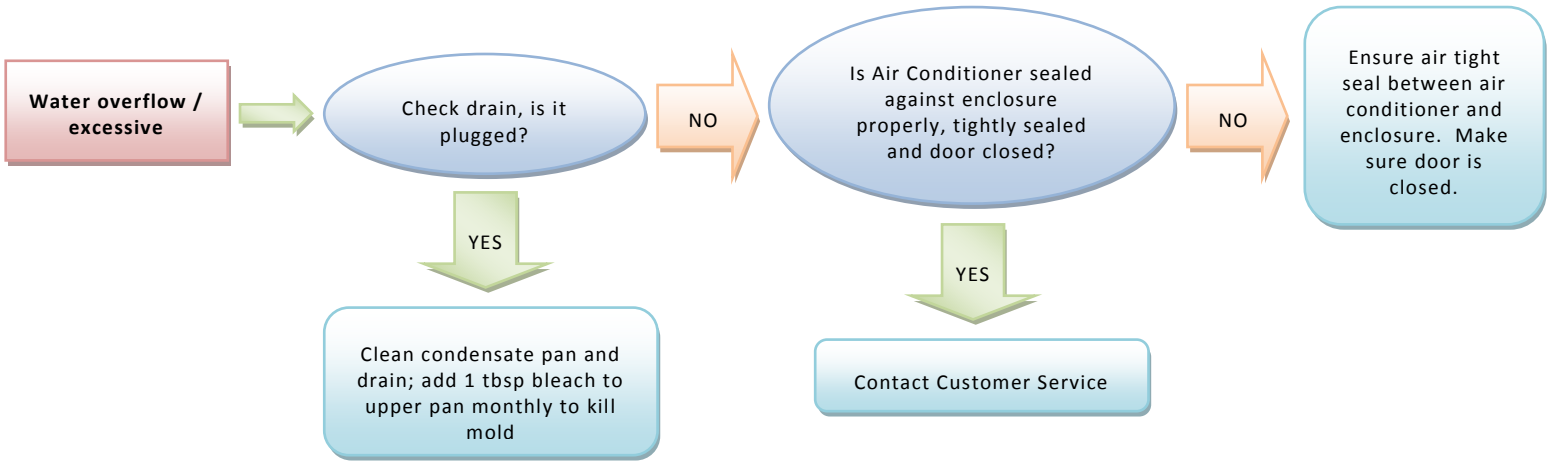 Water overflow /
excessive
Check drain, is it
plugged?
NO
Is Air Conditioner sealed
against enclosure
properly, tightly sealed
and door closed?
NO
Ensure air tight
seal between air
conditioner and
enclosure.  Make
sure door is
closed.
YES
Clean condensate pan and
drain; add 1 tbsp bleach to
upper pan monthly to kill
mold
YES
Contact Customer Service